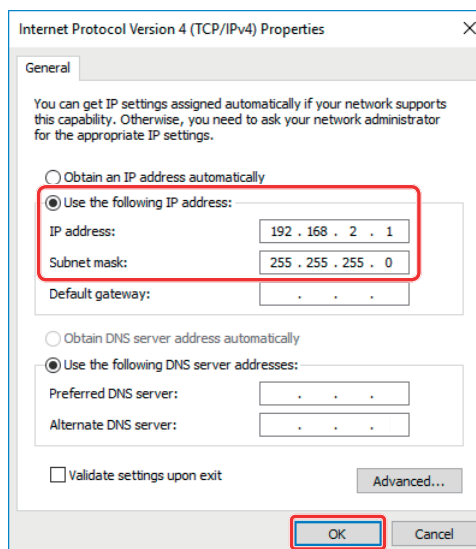 Internet Protocol Version 4 (TCP/IPv4) Properties
General
You can get IP settings assigned automatically if your network supports
this capability. Otherwise, you need to ask your network administrator
for the appropriate IP settings.
Obtain an IP address automatically
Use the following IP address:
IP address: 192 . 168 . 2 . 1
Subnet mask: 255 . 255 . 255 . 0
Default gateway: . . .
Obtain DNS server address automatically
Use the following DNS server addresses:
Preferred DNS server: . . .
Alternate DNS server: . . .
Validate settings upon exit
Advanced...
OK Cancel